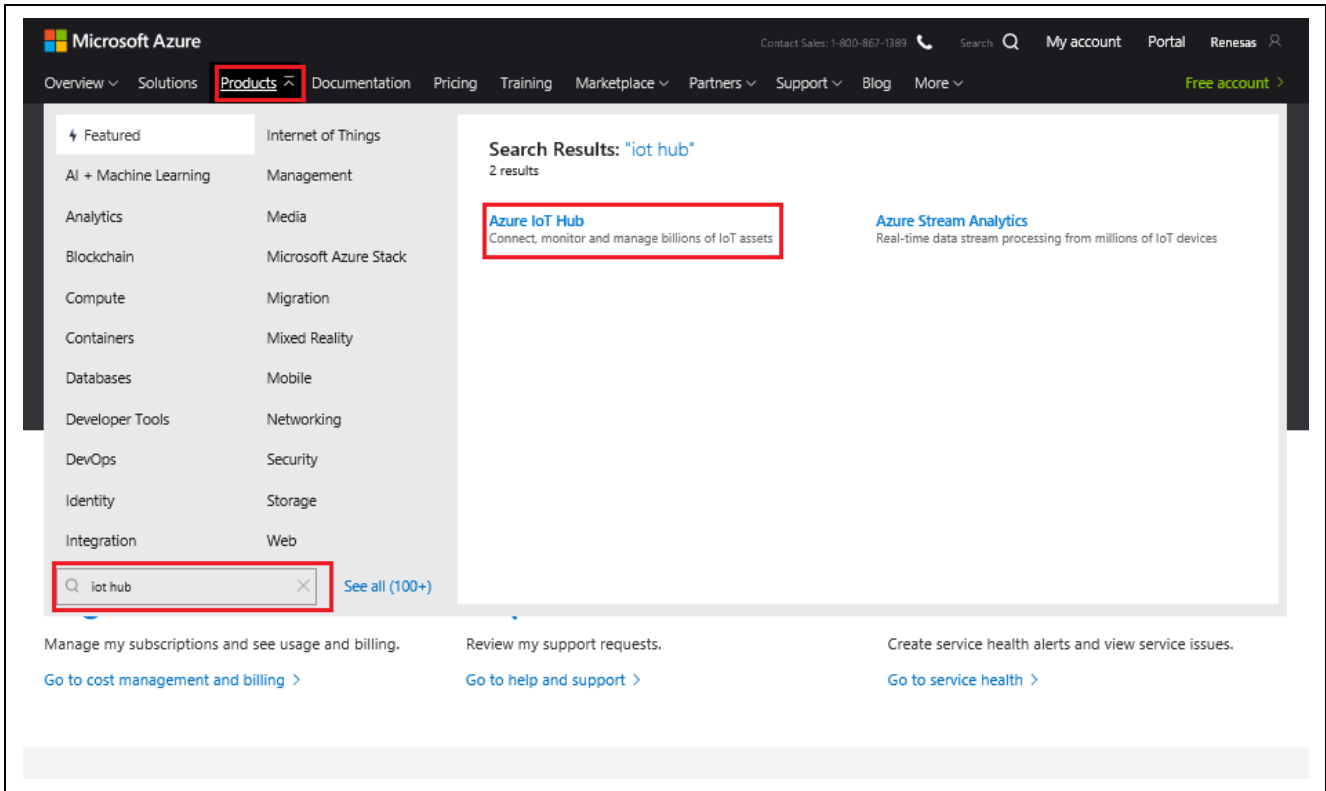 Microsoft Azure
Contact Sales: 1-800-867-1389 Search My account Portal Renesas
Overview Solutions Products Documentation Pricing Training Marketplace Partners Support Blog More Free account
Featured
AI + Machine Learning
Analytics
Blockchain
Compute
Containers
Databases
Developer Tools
DevOps
Identity
Integration
Internet of Things
Management
Media
Microsoft Azure Stack
Migration
Mixed Reality
Mobile
Networking
Security
Storage
Web
iot hub
See all (100+)
Search Results: "iot hub"
2 results
Azure IoT Hub
Connect, monitor and manage billions of IoT assets
Azure Stream Analytics
Real-time data stream processing from millions of IoT devices
Manage my subscriptions and see usage and billing.
Go to cost management and billing
Review my support requests.
Go to help and support
Create service health alerts and view service issues.
Go to service health